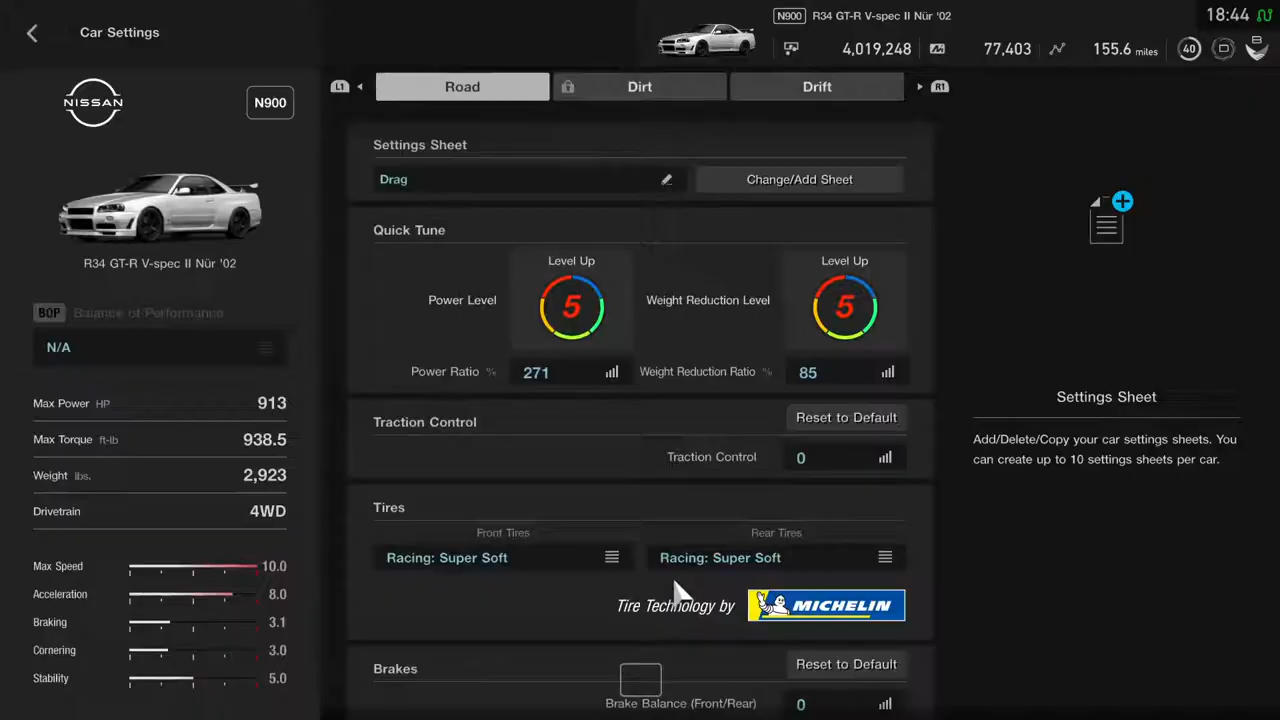 Car Settings
N900 R34 GT-R V-spec II Nür '02
18:44
4,019,248
77,403
155.6 miles
40
B
NISSAN
N900
L1
Road
Dirt
Drift
R1
Settings Sheet
Drag
Change/Add Sheet
Quick Tune
Level Up
Level Up
Power Level
5
Weight Reduction Level
5
Power Ratio %
271
Weight Reduction Ratio %
85
R34 GT-R V-spec II Nür '02
BOP Balance of Performance
N/A
Max Power HP 913
Max Torque ft-lb 938.5
Weight lbs. 2,923
Drivetrain 4WD
Max Speed 10.0
Acceleration 8.0
Braking 3.1
Cornering 3.0
Stability 5.0
Traction Control
Reset to Default
Traction Control 0
Tires
Front Tires
Rear Tires
Racing: Super Soft
Racing: Super Soft
Tire Technology by
MICHELIN
Brakes
Reset to Default
Brake Balance (Front/Rear) 0
Settings Sheet
Add/Delete/Copy your car settings sheets. You
can create up to 10 settings sheets per car.